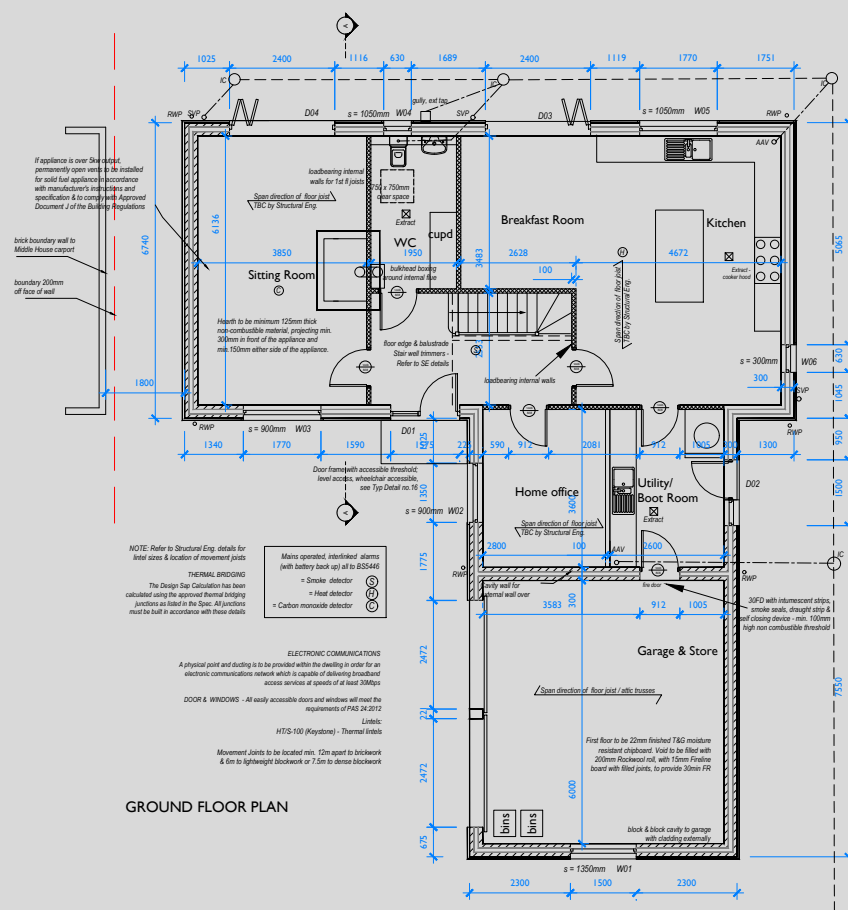 A
1025
2400
1116
630
1689
2400
1119
1770
1751
IC
IC
IC
gully, ext tap
RWP
SVP
D04
s = 1050mm W04
SVP
D03
s = 1050mm W05
RWP
AAV
If appliance is over 5kw output,
permanently open vents to be installed
for solid fuel appliance in accordance
with manufacturer's instructions and
specification & to comply with Approved
Document J of the Building Regulations
loadbearing internal
walls for 1st fl joists
Span direction of floor joist
TBC by Structural Eng.
750 x 750mm
clear space
Extract
WC
cupd
Breakfast Room
Kitchen
6740
6136
5065
brick boundary wall to
Middle House carport
boundary 200mm
off face of wall
3850
1950
2628
4672
3483
100
Sitting Room
C
bulkhead boxing
around internal flue
H
Span direction of floor joist
TBC by Structural Eng.
Extract -
cooker hood
Hearth to be minimum 125mm thick
non-combustible material, projecting min.
300mm in front of the appliance and
min.150mm either side of the appliance.
floor edge & balustrade
Stair wall trimmers -
Refer to SE details
S
loadbearing internal walls
s = 300mm W06
630
300
1045
SVP
1800
RWP
s = 900mm W03
D01
RWP
1340
1770
1590
1575
225
590
912
2081
912
1005
300
1300
950
Door frame with accessible threshold;
level access, wheelchair accessible,
see Typ Detail no.16
A
1350
s = 900mm W02
Home office
3600
Utility/
Boot Room
Extract
D02
1500
Span direction of floor joist
TBC by Structural Eng.
2800
100
AAV
2600
1775
NOTE: Refer to Structural Eng. details for
lintel sizes & location of movement joists
THERMAL BRIDGING
The Design Sap Calculation has been
calculated using the approved thermal bridging
junctions as listed in the Spec. All junctions
must be built in accordance with these details
Mains operated, interlinked alarms
(with battery back up) all to BS5446
= Smoke detector S
= Heat detector H
= Carbon monoxide detector C
RWP
Cavity wall for
external wall over
fire door
RWP
IC
300
3583
912
1005
30FD with intumescent strips,
smoke seals, draught strip &
self closing device - min. 100mm
high non combustible threshold
Garage & Store
2472
ELECTRONIC COMMUNICATIONS
A physical point and ducting is to be provided within the dwelling in order for an
electronic communications network which is capable of delivering broadband
access services at speeds of at least 30Mbps
DOOR & WINDOWS - All easily accessible doors and windows will meet the
requirements of PAS 24:2012
Lintels:
HT/S-100 (Keystone) - Thermal lintels
Movement Joints to be located min. 12m apart to brickwork
& 6m to lightweight blockwork or 7.5m to dense blockwork
Span direction of floor joist / attic trusses
7550
221
2472
First floor to be 22mm finished T&G moisture
resistant chipboard. Void to be filled with
200mm Rockwool roll, with 15mm Fireline
board with filled joints, to provide 30min FR
6000
GROUND FLOOR PLAN
bins
bins
block & block cavity to garage
with cladding externally
675
s = 1350mm W01
2300
1500
2300